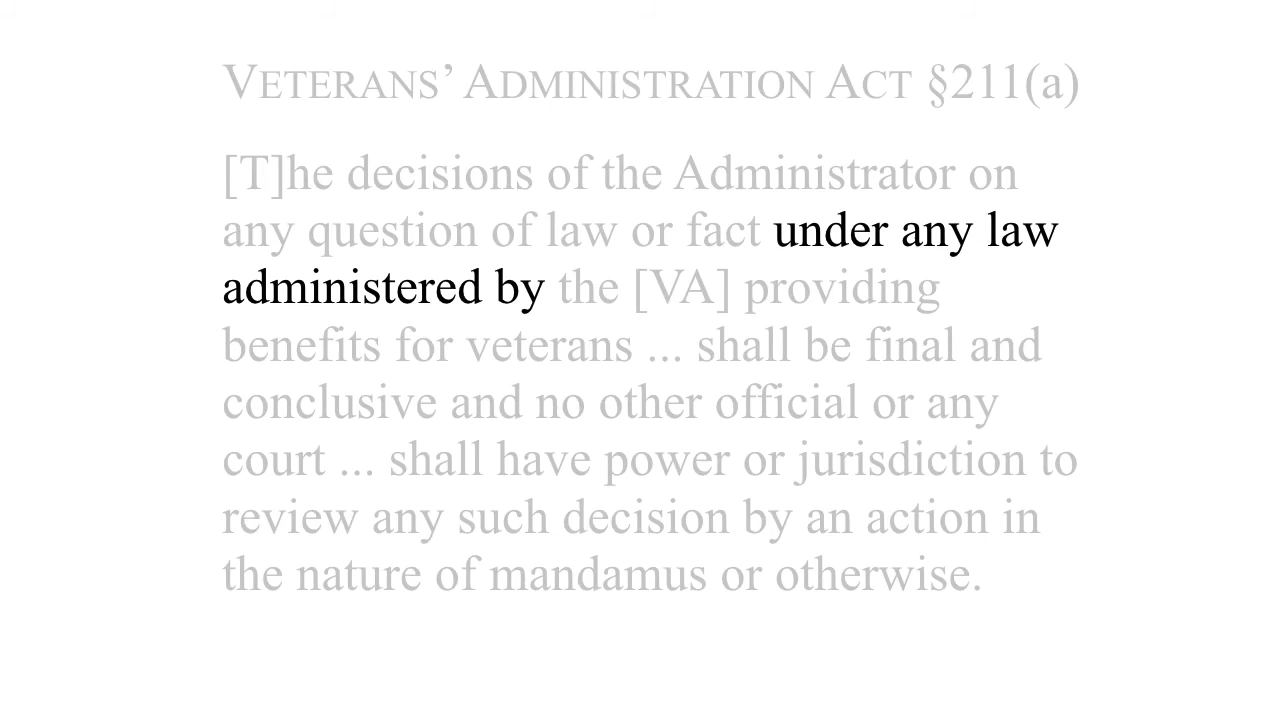 VETERANS’ ADMINISTRATION ACT §211(a)
[T]he decisions of the Administrator on
any question of law or fact under any law
administered by the [VA] providing
benefits for veterans ... shall be final and
conclusive and no other official or any
court ... shall have power or jurisdiction to
review any such decision by an action in
the nature of mandamus or otherwise.